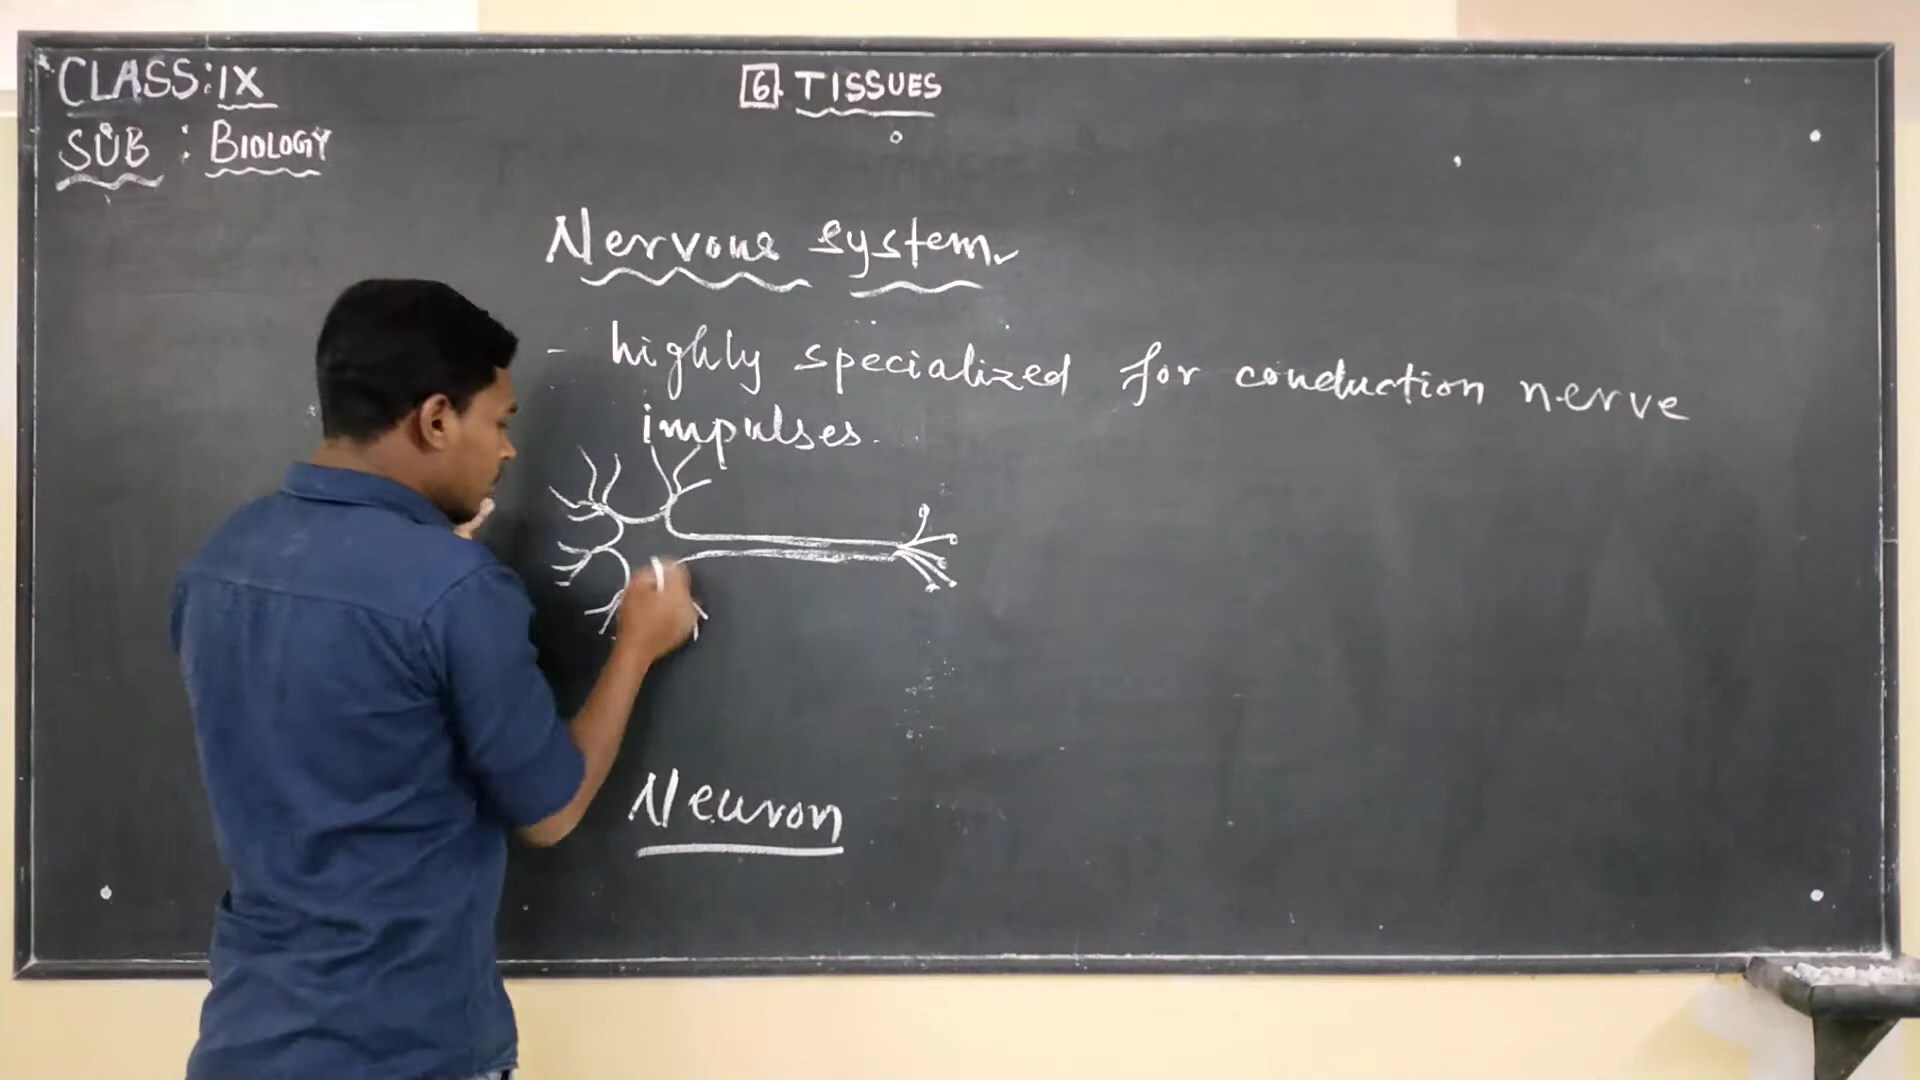 CLASS: IX
SUB : BIOLOGY
6. TISSUES
Nervous system.
- highly specialized for conduction nerve
impulses.
Neuron